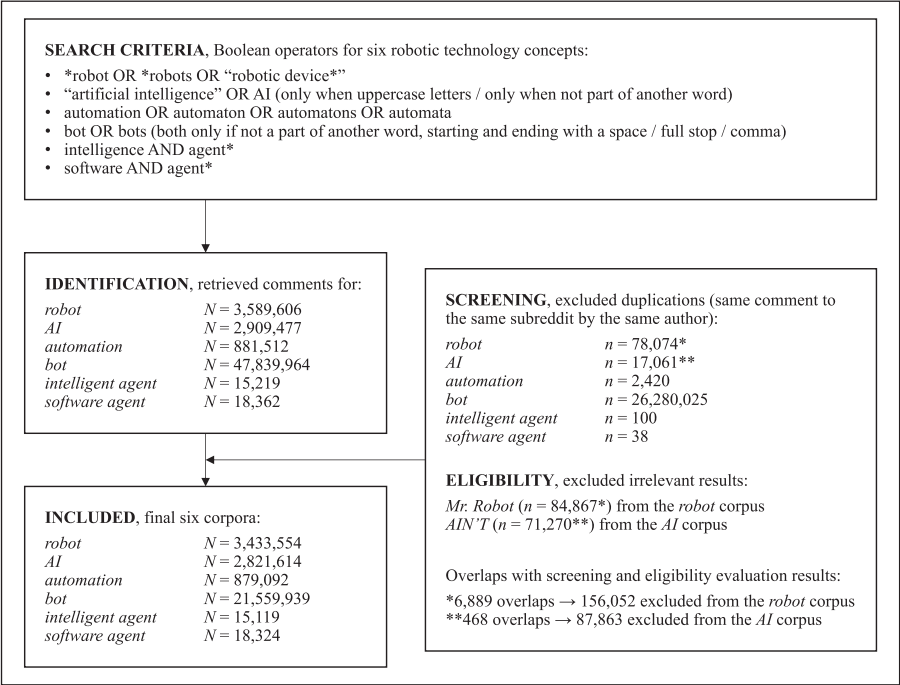 SEARCH CRITERIA, Boolean operators for six robotic technology concepts:
• *robot OR *robots OR “robotic device*”
• “artificial intelligence” OR AI (only when uppercase letters / only when not part of another word)
• automation OR automaton OR automatons OR automata
• bot OR bots (both only if not a part of another word, starting and ending with a space / full stop / comma)
• intelligence AND agent*
• software AND agent*
IDENTIFICATION, retrieved comments for:
robot N = 3,589,606
AI N = 2,909,477
automation N = 881,512
bot N = 47,839,964
intelligent agent N = 15,219
software agent N = 18,362
SCREENING, excluded duplications (same comment to
the same subreddit by the same author):
robot n = 78,074*
AI n = 17,061**
automation n = 2,420
bot n = 26,280,025
intelligent agent n = 100
software agent n = 38
ELIGIBILITY, excluded irrelevant results:
Mr. Robot (n = 84,867*) from the robot corpus
AIN’T (n = 71,270**) from the AI corpus
Overlaps with screening and eligibility evaluation results:
*6,889 overlaps → 156,052 excluded from the robot corpus
**468 overlaps → 87,863 excluded from the AI corpus
INCLUDED, final six corpora:
robot N = 3,433,554
AI N = 2,821,614
automation N = 879,092
bot N = 21,559,939
intelligent agent N = 15,119
software agent N = 18,324